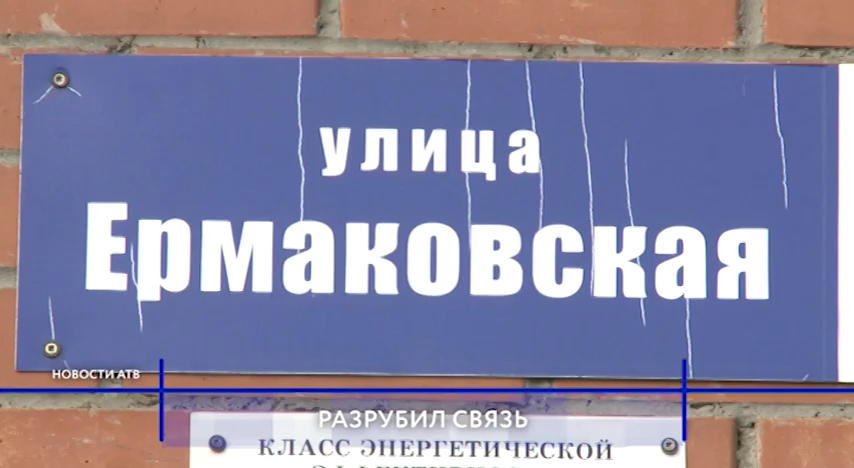 улица
Ермаковская
НОВОСТИ АТВ
РАЗРУБИЛ СВЯЗЬ
КЛАСС ЭНЕРГЕТИЧЕСКОЙ